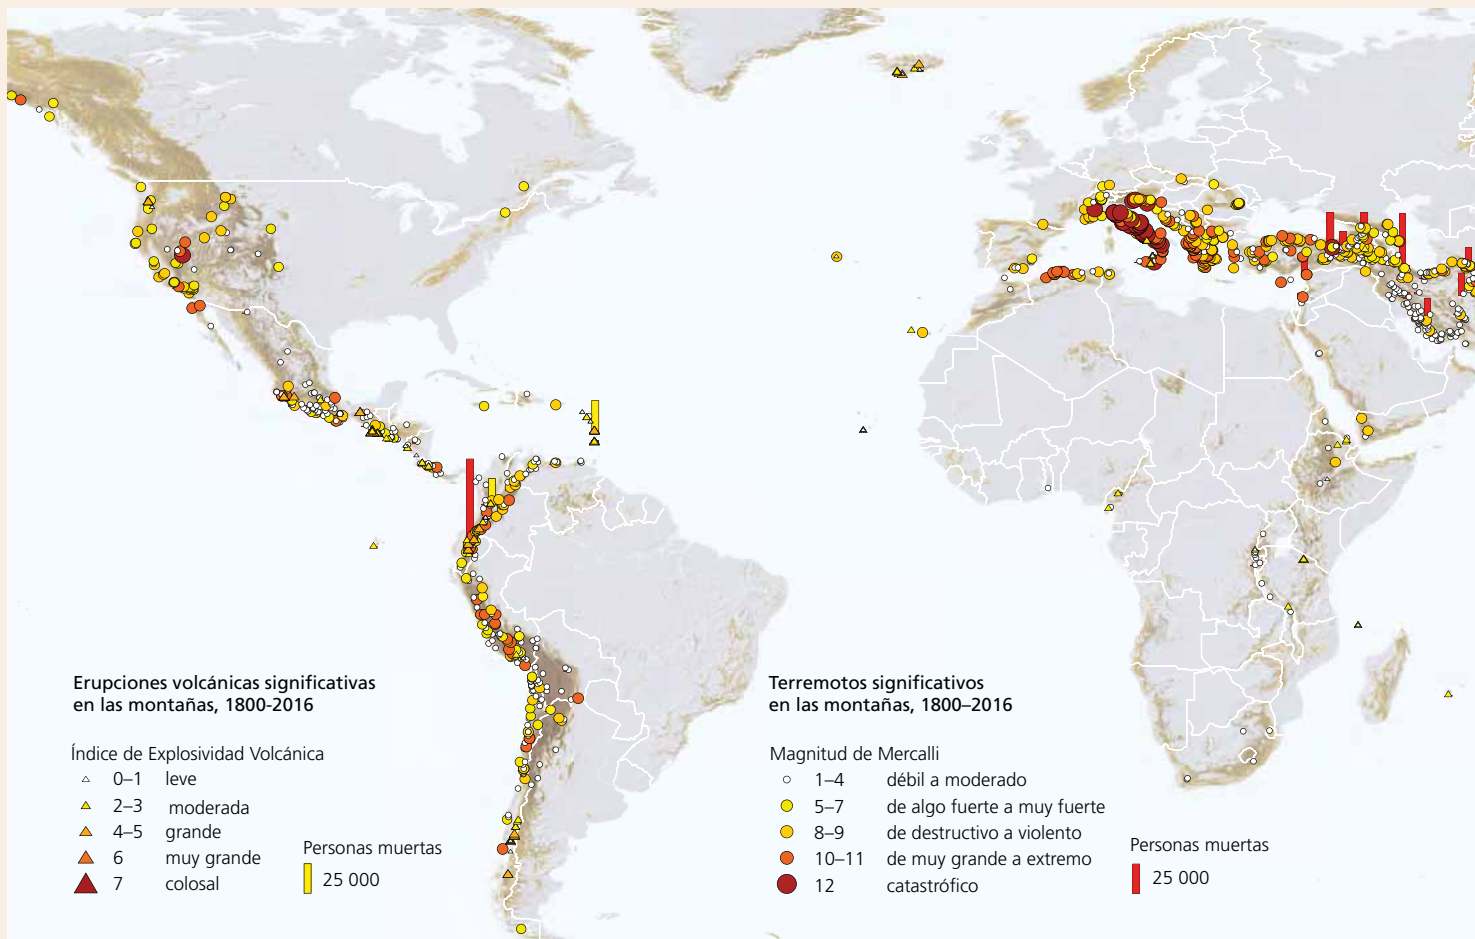 Erupciones volcánicas significativas
en las montañas, 1800-2016
Índice de Explosividad Volcánica
0–1 leve
2–3 moderada
4–5 grande
6 muy grande
7 colosal
Personas muertas
25 000
Terremotos significativos
en las montañas, 1800–2016
Magnitud de Mercalli
1–4 débil a moderado
5–7 de algo fuerte a muy fuerte
8–9 de destructivo a violento
10–11 de muy grande a extremo
12 catastrófico
Personas muertas
25 000